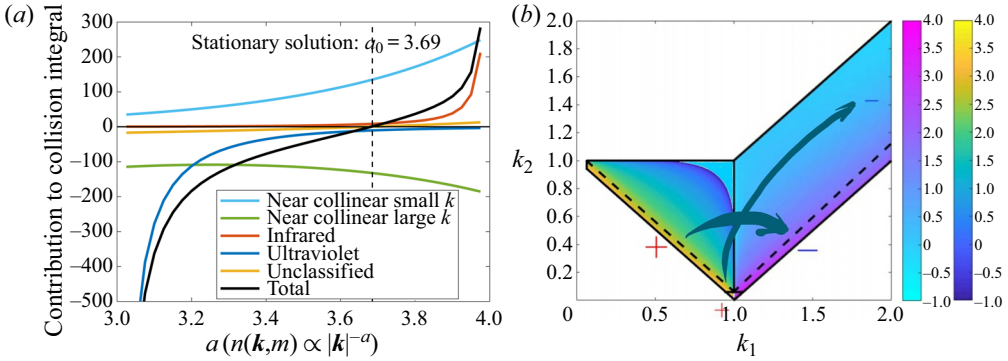 (a)
300
200
100
0
−100
−200
−300
−400
−500
Contribution to collision integral
Stationary solution: a₀ = 3.69
Near collinear small k
Near collinear large k
Infrared
Ultraviolet
Unclassified
Total
3.0 3.2 3.4 3.6 3.8 4.0
a (n(k,m) ∝ |k|⁻ᵃ)
(b)
2.0
1.8
1.6
1.4
1.2
1.0
0.8
0.6
0.4
0.2
k₂
0 0.5 1.0 1.5 2.0
k₁
+
−
+
−
4.0 4.0
3.5 3.5
3.0 3.0
2.5 2.5
2.0 2.0
1.5 1.5
1.0 1.0
0.5 0.5
0 0
−0.5 −0.5
−1.0 −1.0